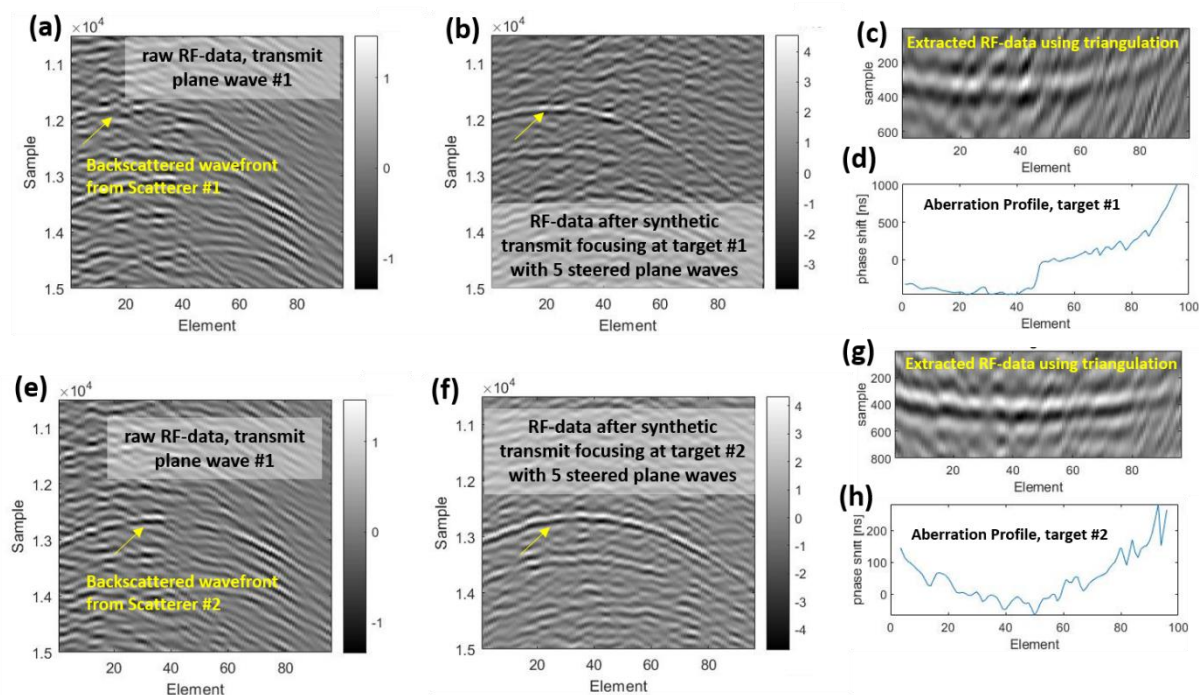 (a)
×10⁴
raw RF-data, transmit
plane wave #1
Backscattered wavefront
from Scatterer #1
1.1
1.2
1.3
1.4
1.5
Sample
20
40
60
80
Element
1
0
-1
(b)
×10⁴
RF-data after synthetic
transmit focusing at target #1
with 5 steered plane waves
1.1
1.2
1.3
1.4
1.5
Sample
20
40
60
80
Element
4
3
2
1
0
-1
-2
-3
(c)
Extracted RF-data using triangulation
200
400
600
sample
20
40
60
80
Element
(d)
Aberration Profile, target #1
1000
500
0
phase shift [ns]
0
20
40
60
80
100
Element
(e)
×10⁴
raw RF-data, transmit
plane wave #1
Backscattered wavefront
from Scatterer #2
1.1
1.2
1.3
1.4
1.5
Sample
20
40
60
80
Element
1
0
-1
(f)
×10⁴
RF-data after synthetic
transmit focusing at target #2
with 5 steered plane waves
1.1
1.2
1.3
1.4
1.5
Sample
20
40
60
80
Element
4
3
2
1
0
-1
-2
-3
-4
(g)
Extracted RF-data using triangulation
200
400
600
800
sample
20
40
60
80
Element
(h)
Aberration Profile, target #2
200
100
0
phase shift [ns]
0
20
40
60
80
100
Element